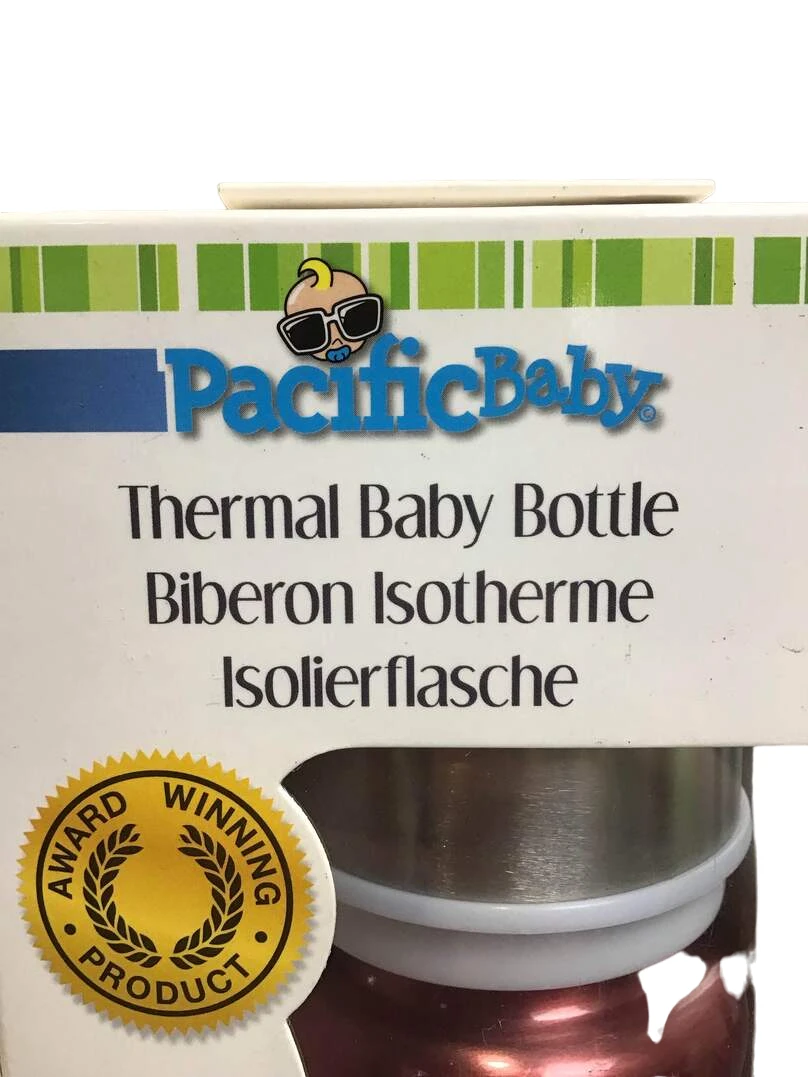 PacificBaby©
Thermal Baby Bottle
Biberon Isotherme
Isolierflasche
AWARD WINNING
• PRODUCT •